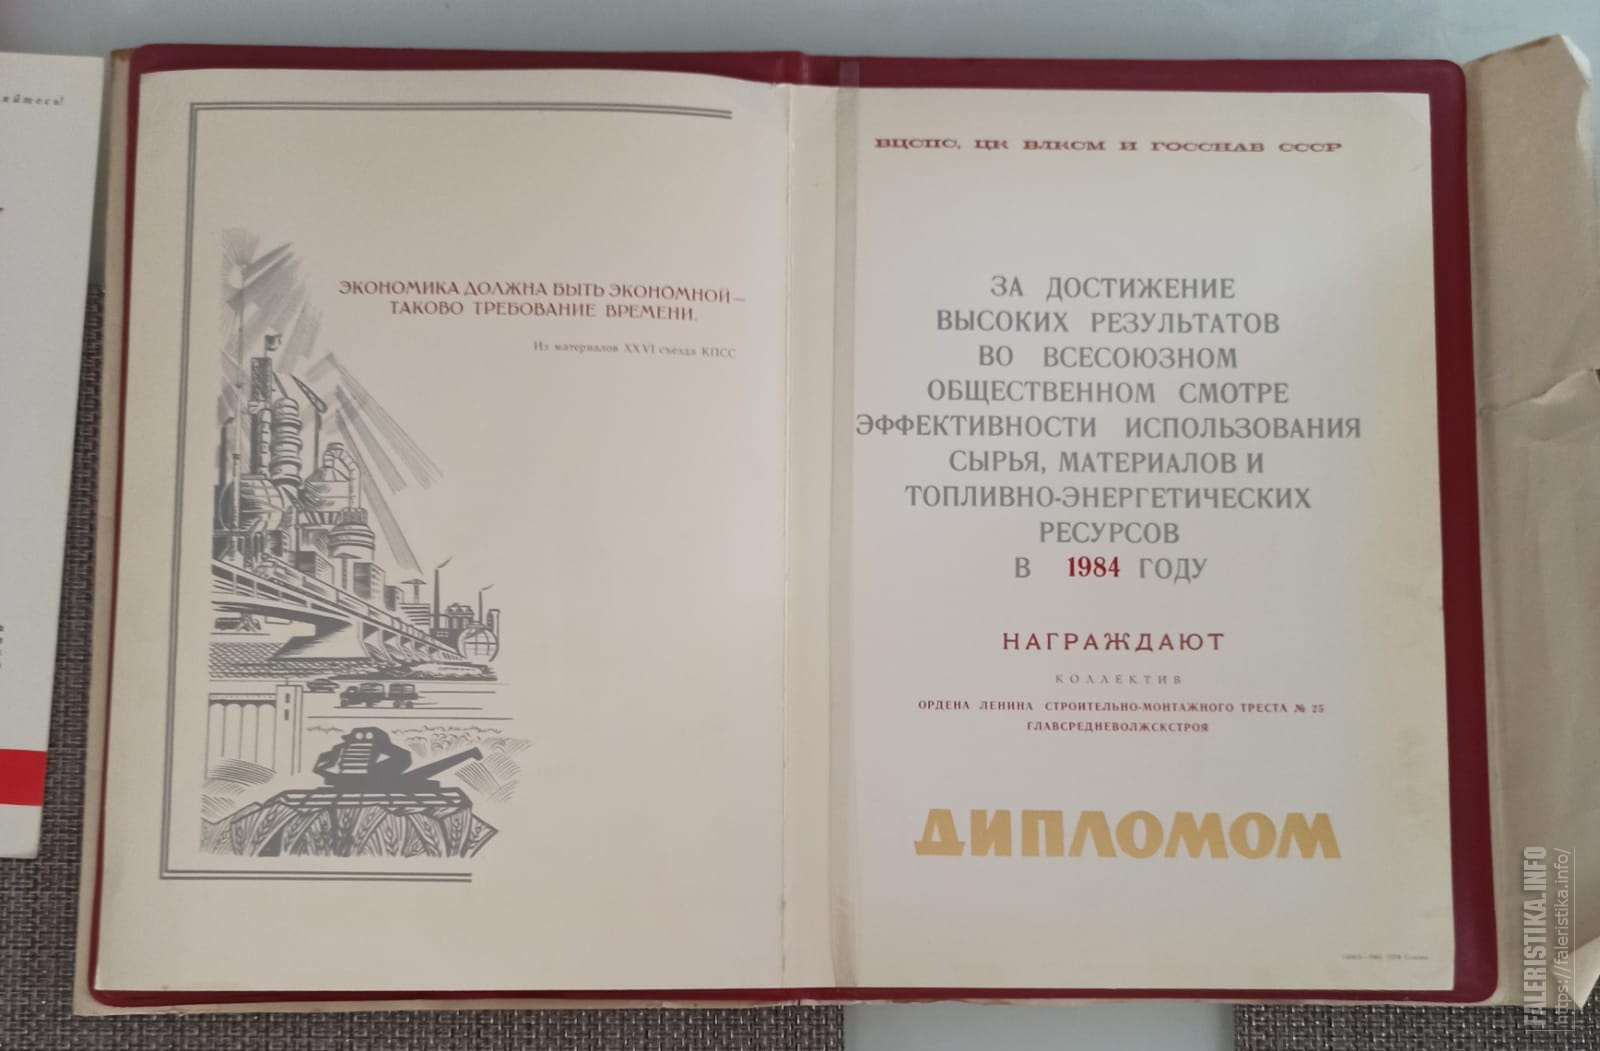 ЭКОНОМИКА ДОЛЖНА БЫТЬ ЭКОНОМНОЙ —
ТАКОВО ТРЕБОВАНИЕ ВРЕМЕНИ.
Из материалов XXVI съезда КПСС
ВЦСПС, ЦК ВЛКСМ И ГОССНАБ СССР
ЗА ДОСТИЖЕНИЕ
ВЫСОКИХ РЕЗУЛЬТАТОВ
ВО ВСЕСОЮЗНОМ
ОБЩЕСТВЕННОМ СМОТРЕ
ЭФФЕКТИВНОСТИ ИСПОЛЬЗОВАНИЯ
СЫРЬЯ, МАТЕРИАЛОВ И
ТОПЛИВНО-ЭНЕРГЕТИЧЕСКИХ
РЕСУРСОВ
В 1984 ГОДУ
НАГРАЖДАЮТ
КОЛЛЕКТИВ
ОРДЕНА ЛЕНИНА СТРОИТЕЛЬНО-МОНТАЖНОГО ТРЕСТА № 25
ГЛАВСРЕДНЕВОЛЖСКСТРОЯ
ДИПЛОМОМ
FALERISTIKA.INFO
https://faleristika.info/